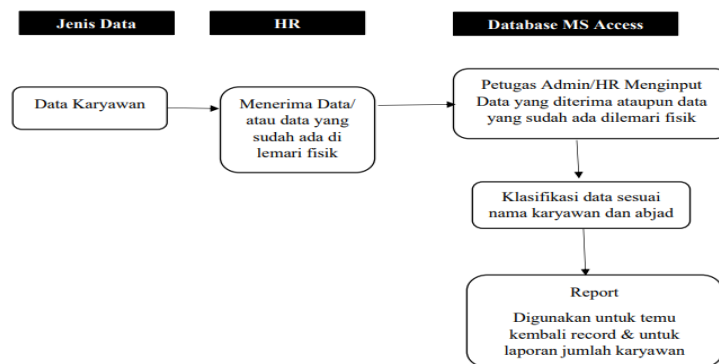 Jenis Data
HR
Database MS Access
Data Karyawan
Menerima Data/
atau data yang
sudah ada di
lemari fisik
Petugas Admin/HR Menginput
Data yang diterima ataupun data
yang sudah ada dilemari fisik
Klasifikasi data sesuai
nama karyawan dan abjad
Report
Digunakan untuk temu
kembali record & untuk
laporan jumlah karyawan